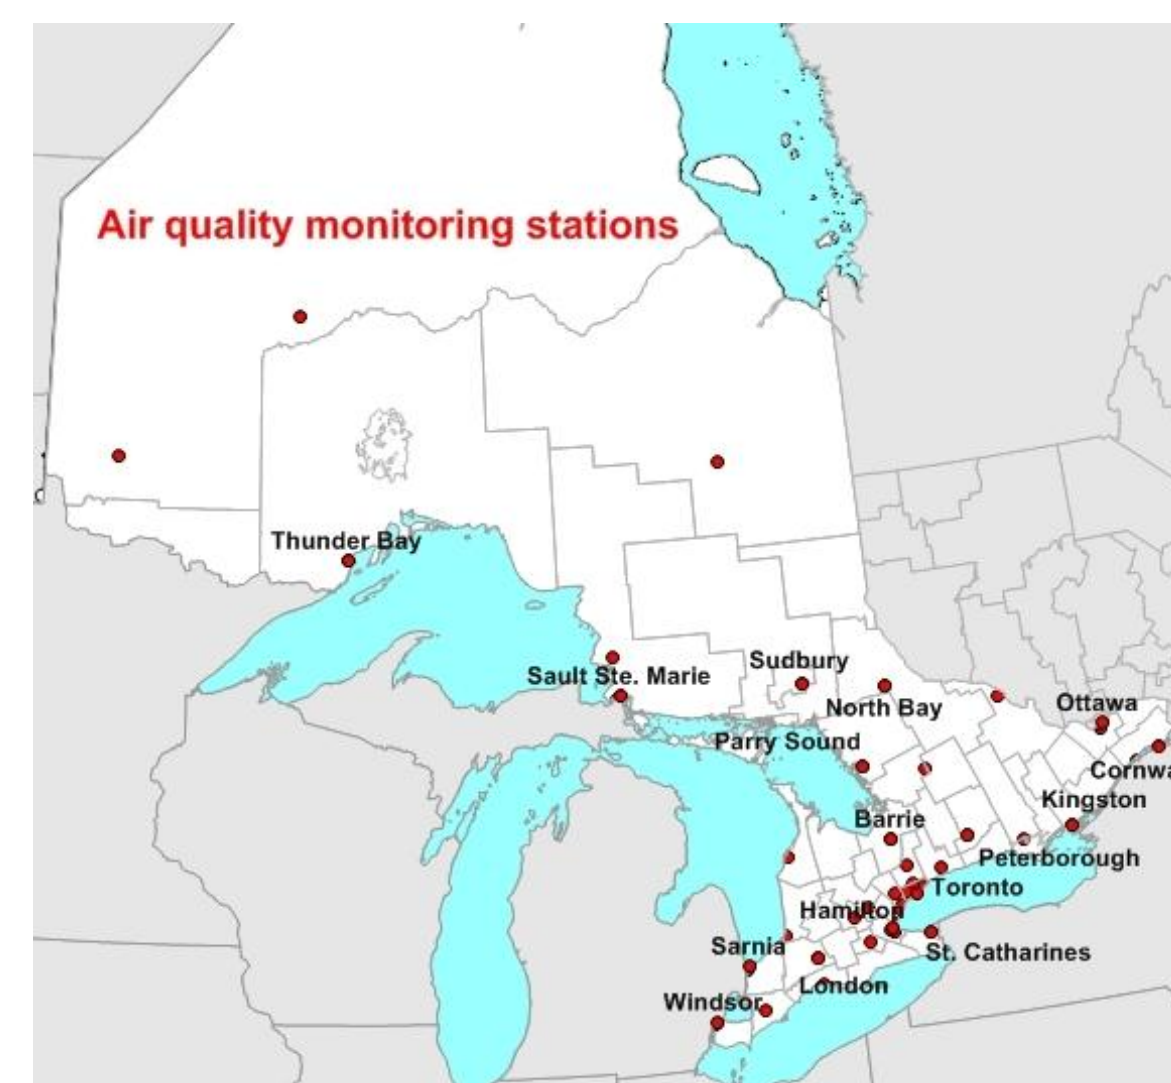 Air quality monitoring stations
Thunder Bay
Sudbury
Sault Ste. Marie
Ottawa
North Bay
Parry Sound
Cornwa
Kingston
Barrie
Peterborough
Toronto
Hamilton
Sarnia
St. Catharines
London
Windsor